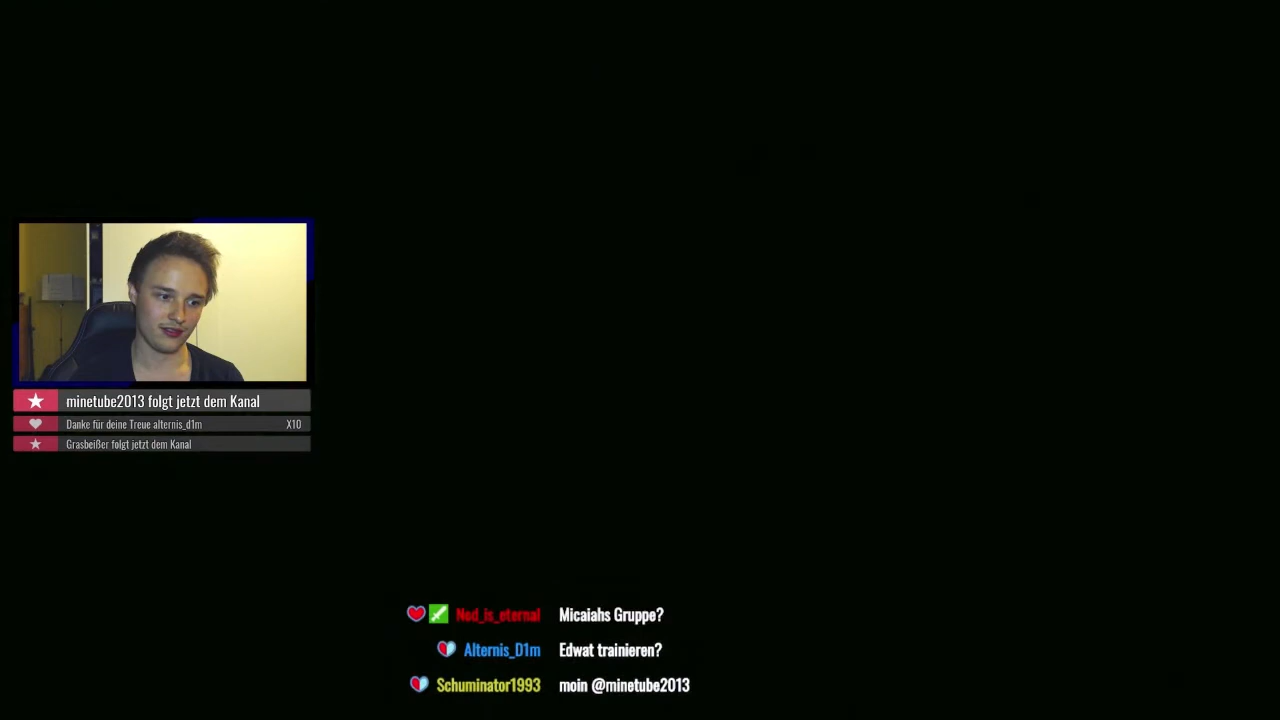 minetube2013 folgt jetzt dem Kanal
Danke für deine Treue alternis_d1m X10
Grasbeißer folgt jetzt dem Kanal
Ned_is_eternal Micaiahs Gruppe?
Alternis_D1m Edwat trainieren?
Schuminator1993 moin @minetube2013